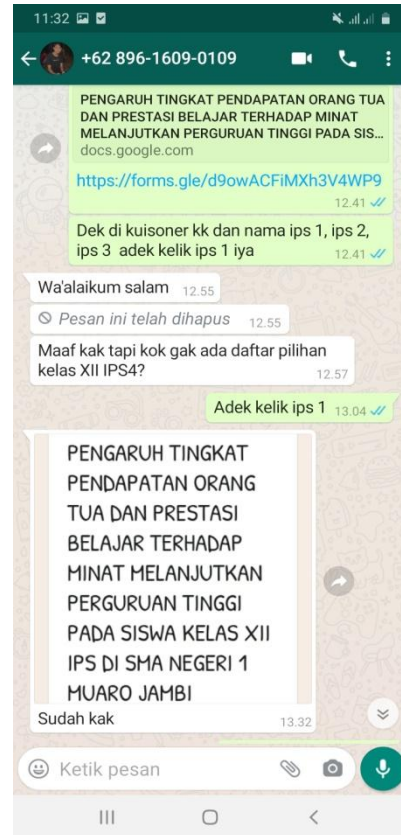 11:32
+62 896-1609-0109
PENGARUH TINGKAT PENDAPATAN ORANG TUA
DAN PRESTASI BELAJAR TERHADAP MINAT
MELANJUTKAN PERGURUAN TINGGI PADA SIS...
docs.google.com
https://forms.gle/d9owACFiMXh3V4WP9
12.41
Dek di kuisoner kk dan nama ips 1, ips 2,
ips 3 adek kelik ips 1 iya
12.41
Wa'alaikum salam 12.55
Pesan ini telah dihapus 12.55
Maaf kak tapi kok gak ada daftar pilihan
kelas XII IPS4?
12.57
Adek kelik ips 1 13.04
PENGARUH TINGKAT
PENDAPATAN ORANG
TUA DAN PRESTASI
BELAJAR TERHADAP
MINAT MELANJUTKAN
PERGURUAN TINGGI
PADA SISWA KELAS XII
IPS DI SMA NEGERI 1
MUARO JAMBI
Sudah kak 13.32
Ketik pesan